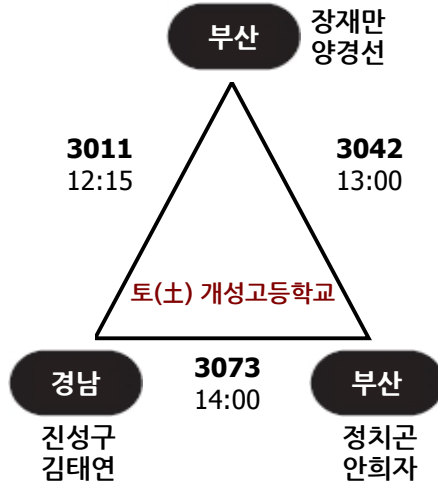 부산
장재만
양경선
3011
12:15
3042
13:00
토(土) 개성고등학교
경남
3073
14:00
부산
진성구
김태연
정치곤
안희자